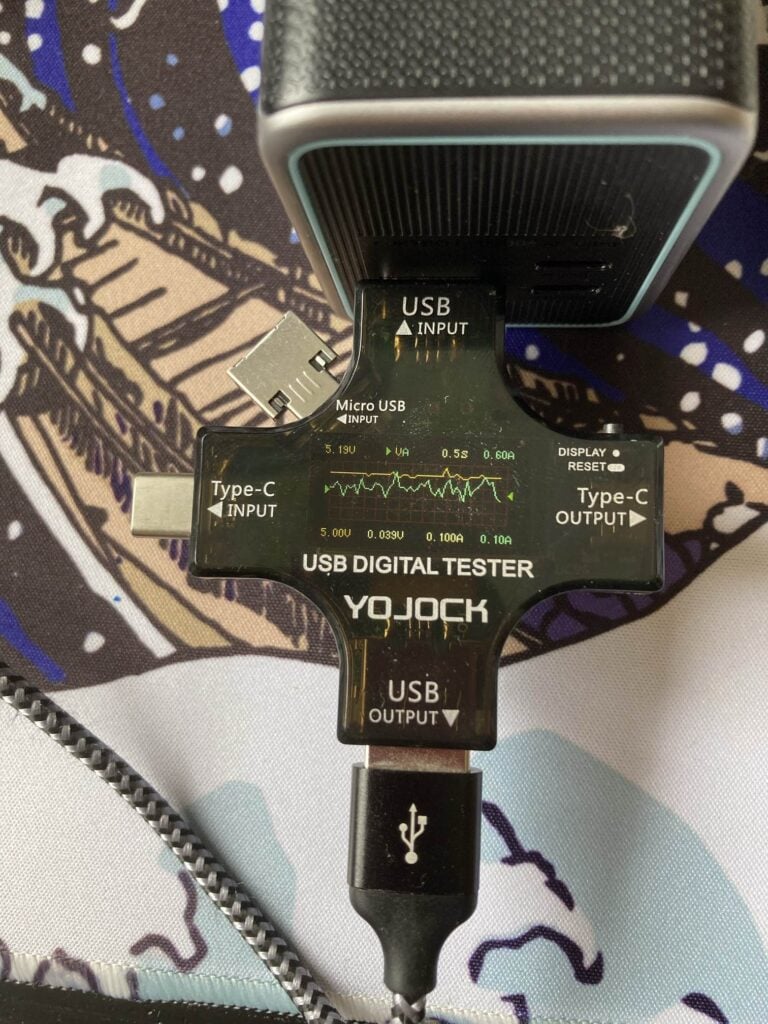 USB
▲INPUT
Micro USB
◀INPUT
5.19V ▶VA 0.5s 0.60A
DISPLAY ●
RESET
Type-C
◀INPUT
Type-C
OUTPUT▶
5.00V 0.039V 0.100A 0.10A
USB DIGITAL TESTER
YOJOCK
USB
OUTPUT▼